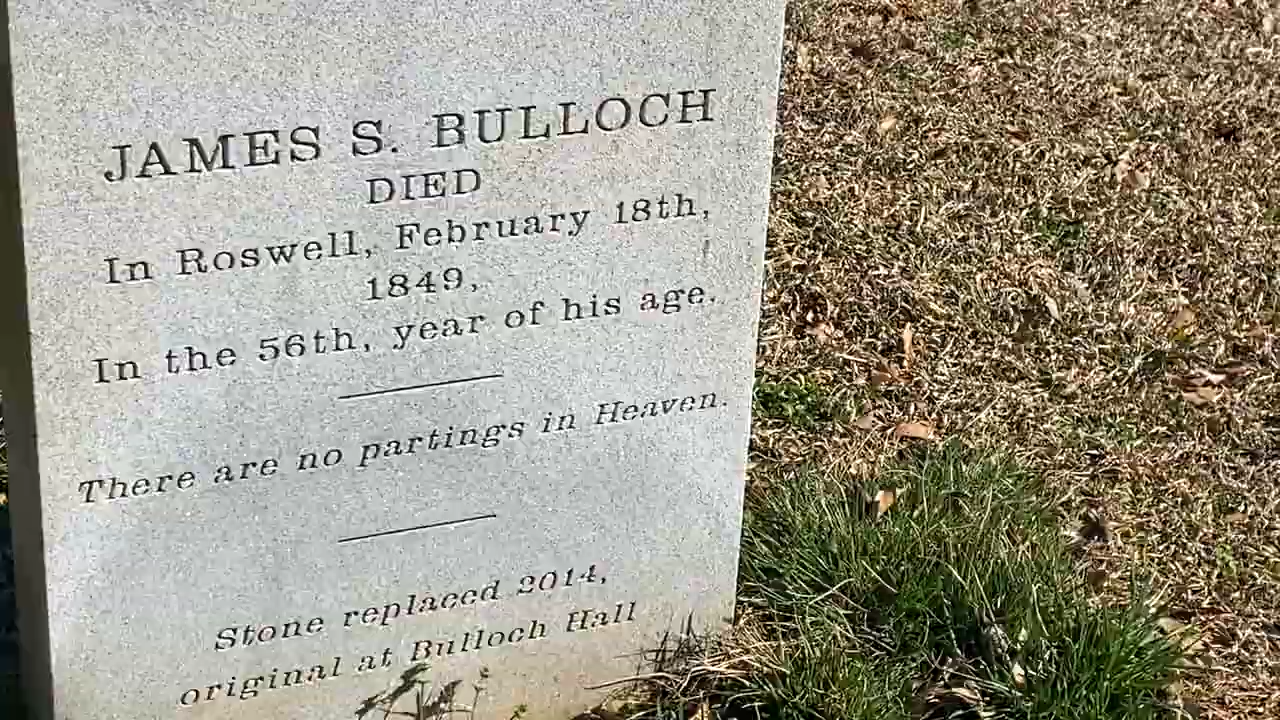 JAMES S. BULLOCH
DIED
In Roswell, February 18th,
1849,
In the 56th, year of his age.
There are no partings in Heaven.
Stone replaced 2014,
original at Bulloch Hall